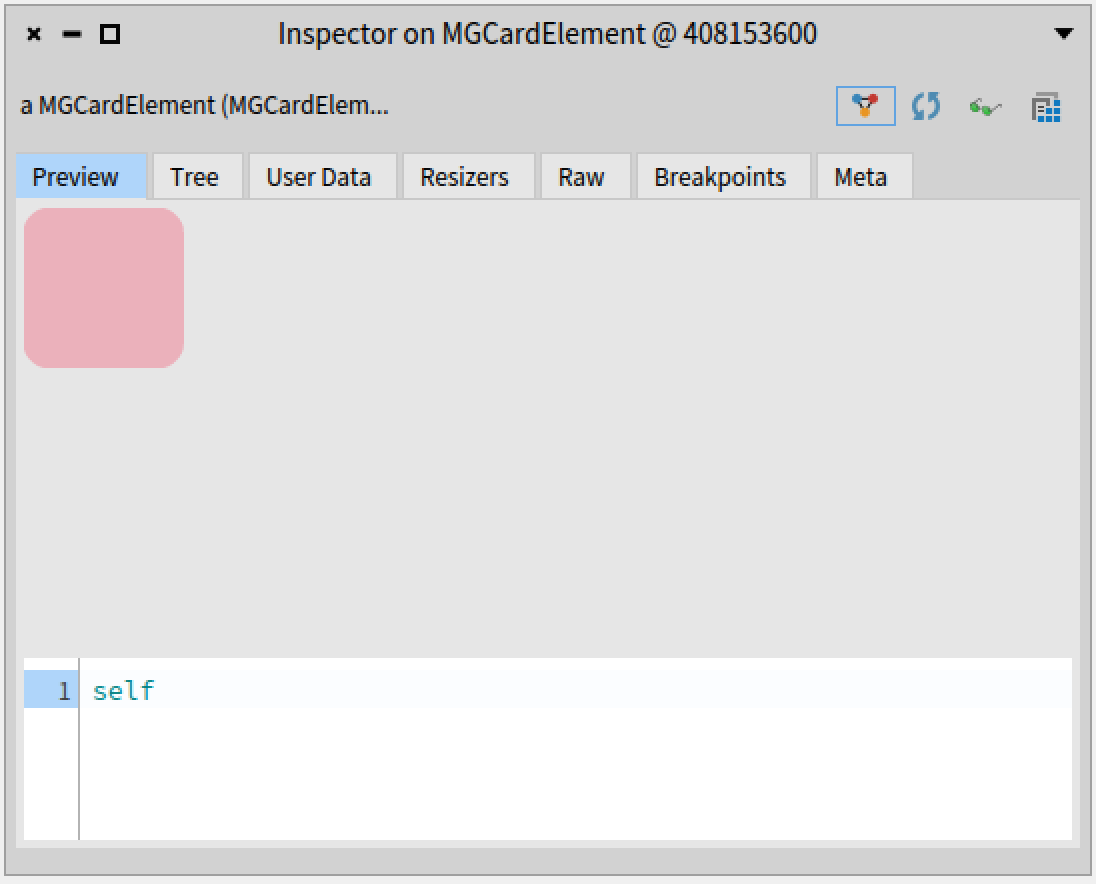 Inspector on MGCardElement @ 408153600
a MGCardElement (MGCardElem...
Preview Tree User Data Resizers Raw Breakpoints Meta
1 self